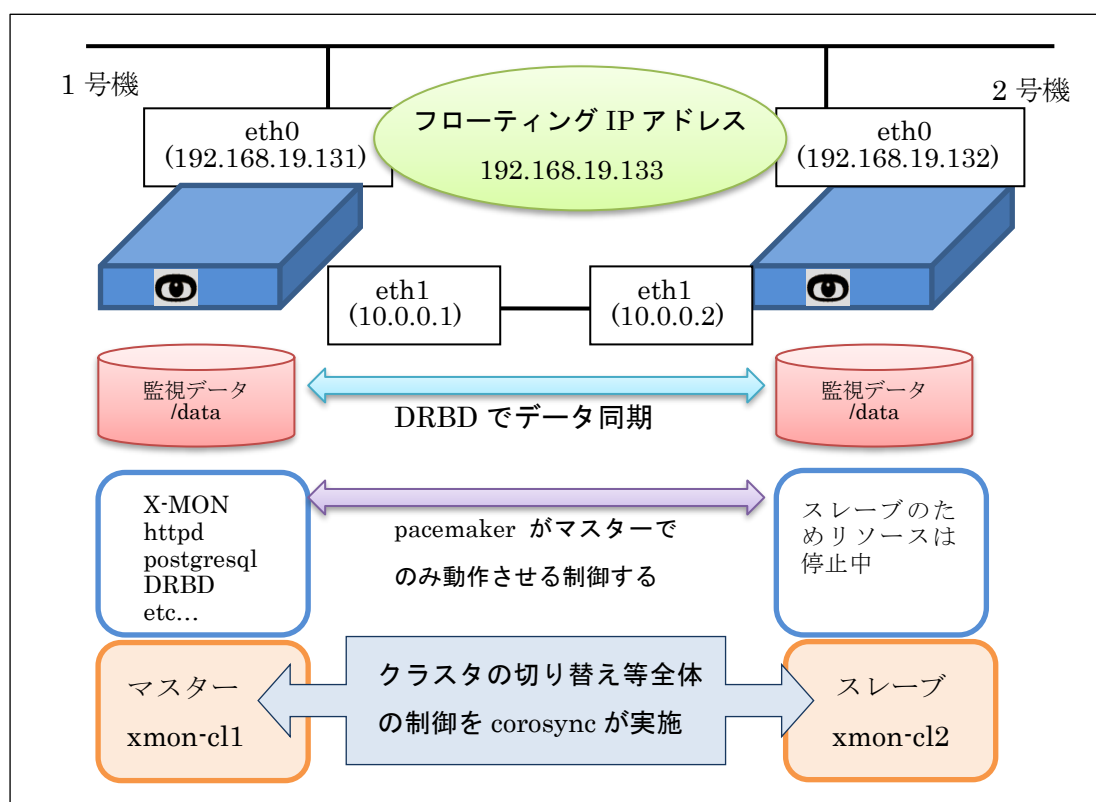 1 号機
2 号機
eth0
(192.168.19.131)
フローティング IP アドレス
192.168.19.133
eth0
(192.168.19.132)
eth1
(10.0.0.1)
eth1
(10.0.0.2)
監視データ
/data
DRBD でデータ同期
監視データ
/data
X-MON
httpd
postgresql
DRBD
etc…
pacemaker がマスターで
のみ動作させる制御する
スレーブのた
めリソースは
停止中
マスター
xmon-cl1
クラスタの切り替え等全体
の制御を corosync が実施
スレーブ
xmon-cl2